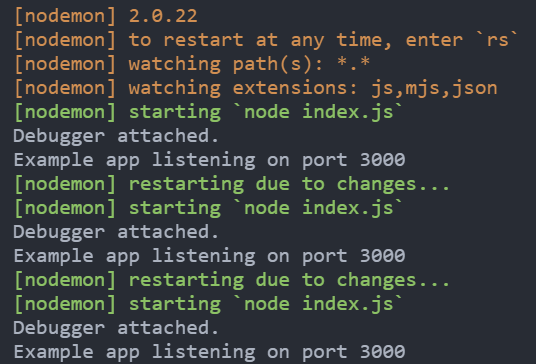 [nodemon] 2.0.22
[nodemon] to restart at any time, enter `rs`
[nodemon] watching path(s): *.*
[nodemon] watching extensions: js,mjs,json
[nodemon] starting `node index.js`
Debugger attached.
Example app listening on port 3000
[nodemon] restarting due to changes...
[nodemon] starting `node index.js`
Debugger attached.
Example app listening on port 3000
[nodemon] restarting due to changes...
[nodemon] starting `node index.js`
Debugger attached.
Example app listening on port 3000